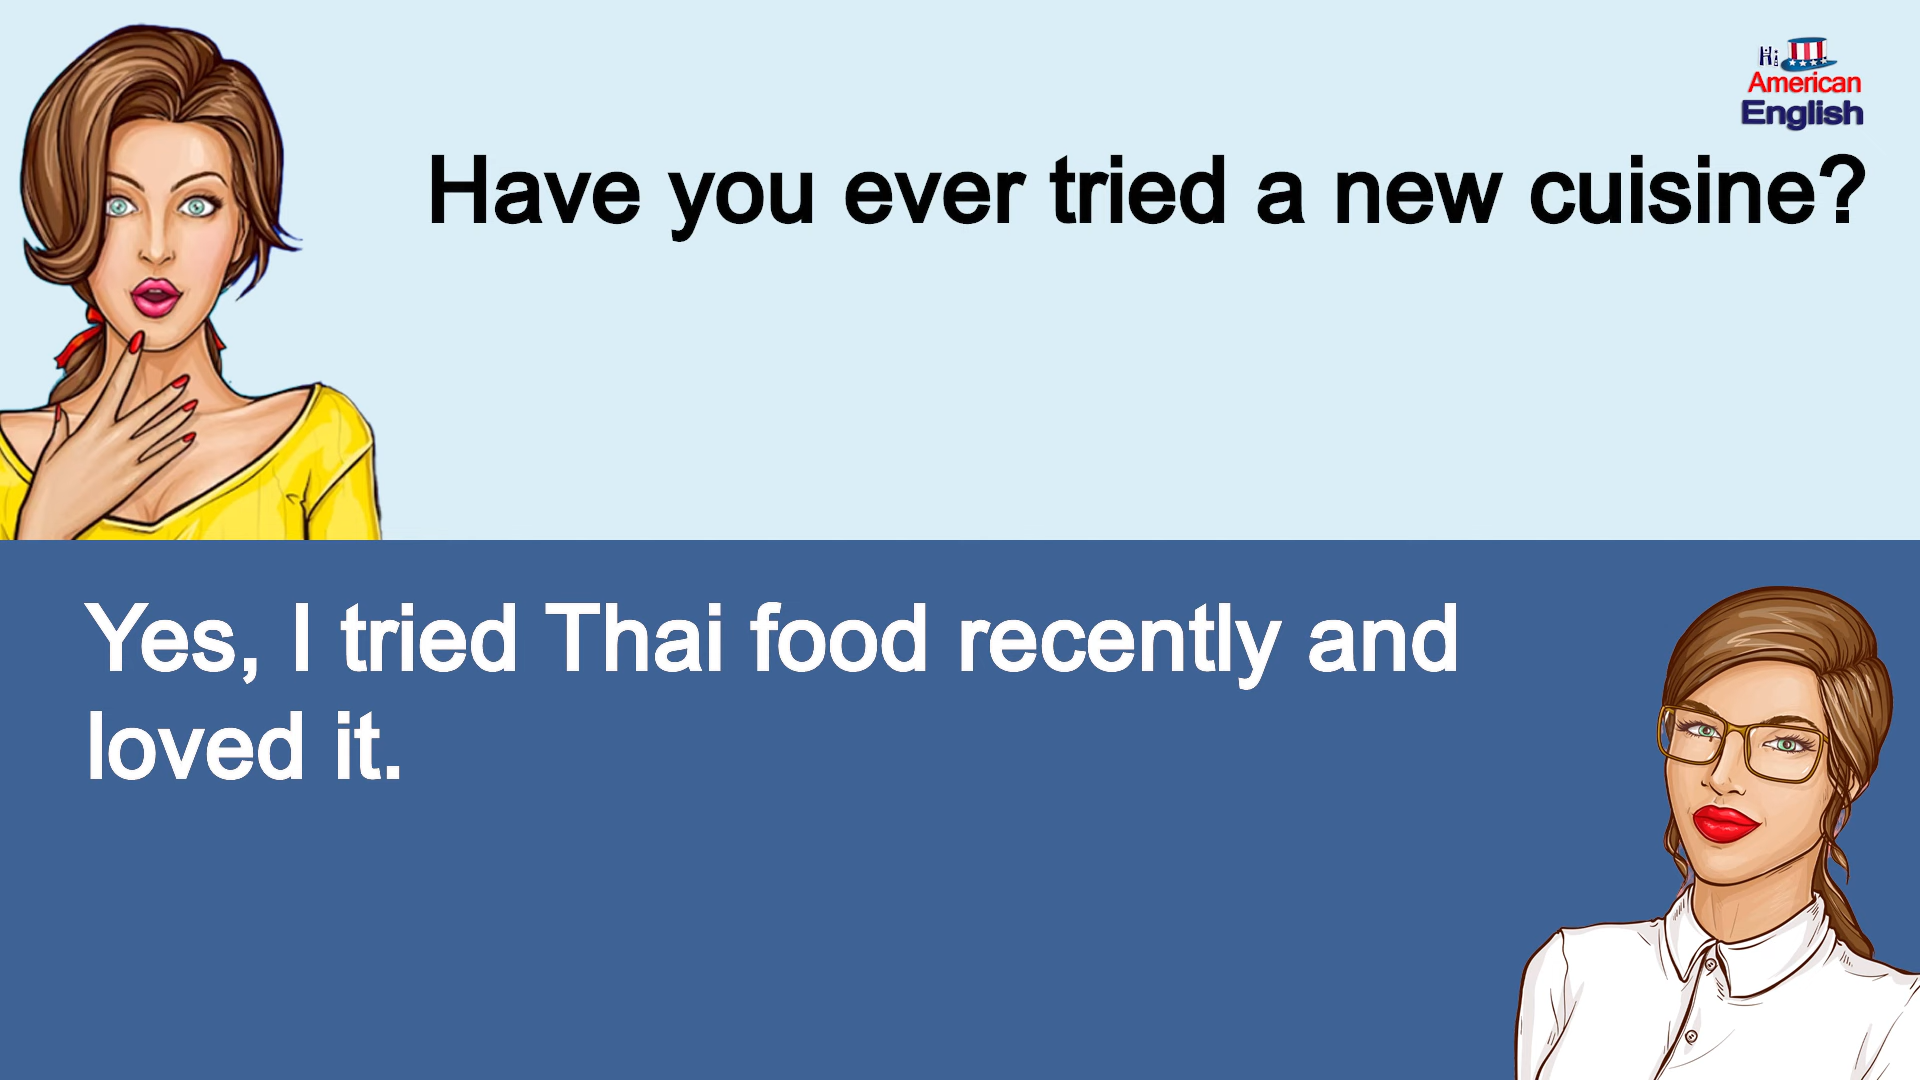 Hi
American
English
Have you ever tried a new cuisine?
Yes, I tried Thai food recently and
loved it.